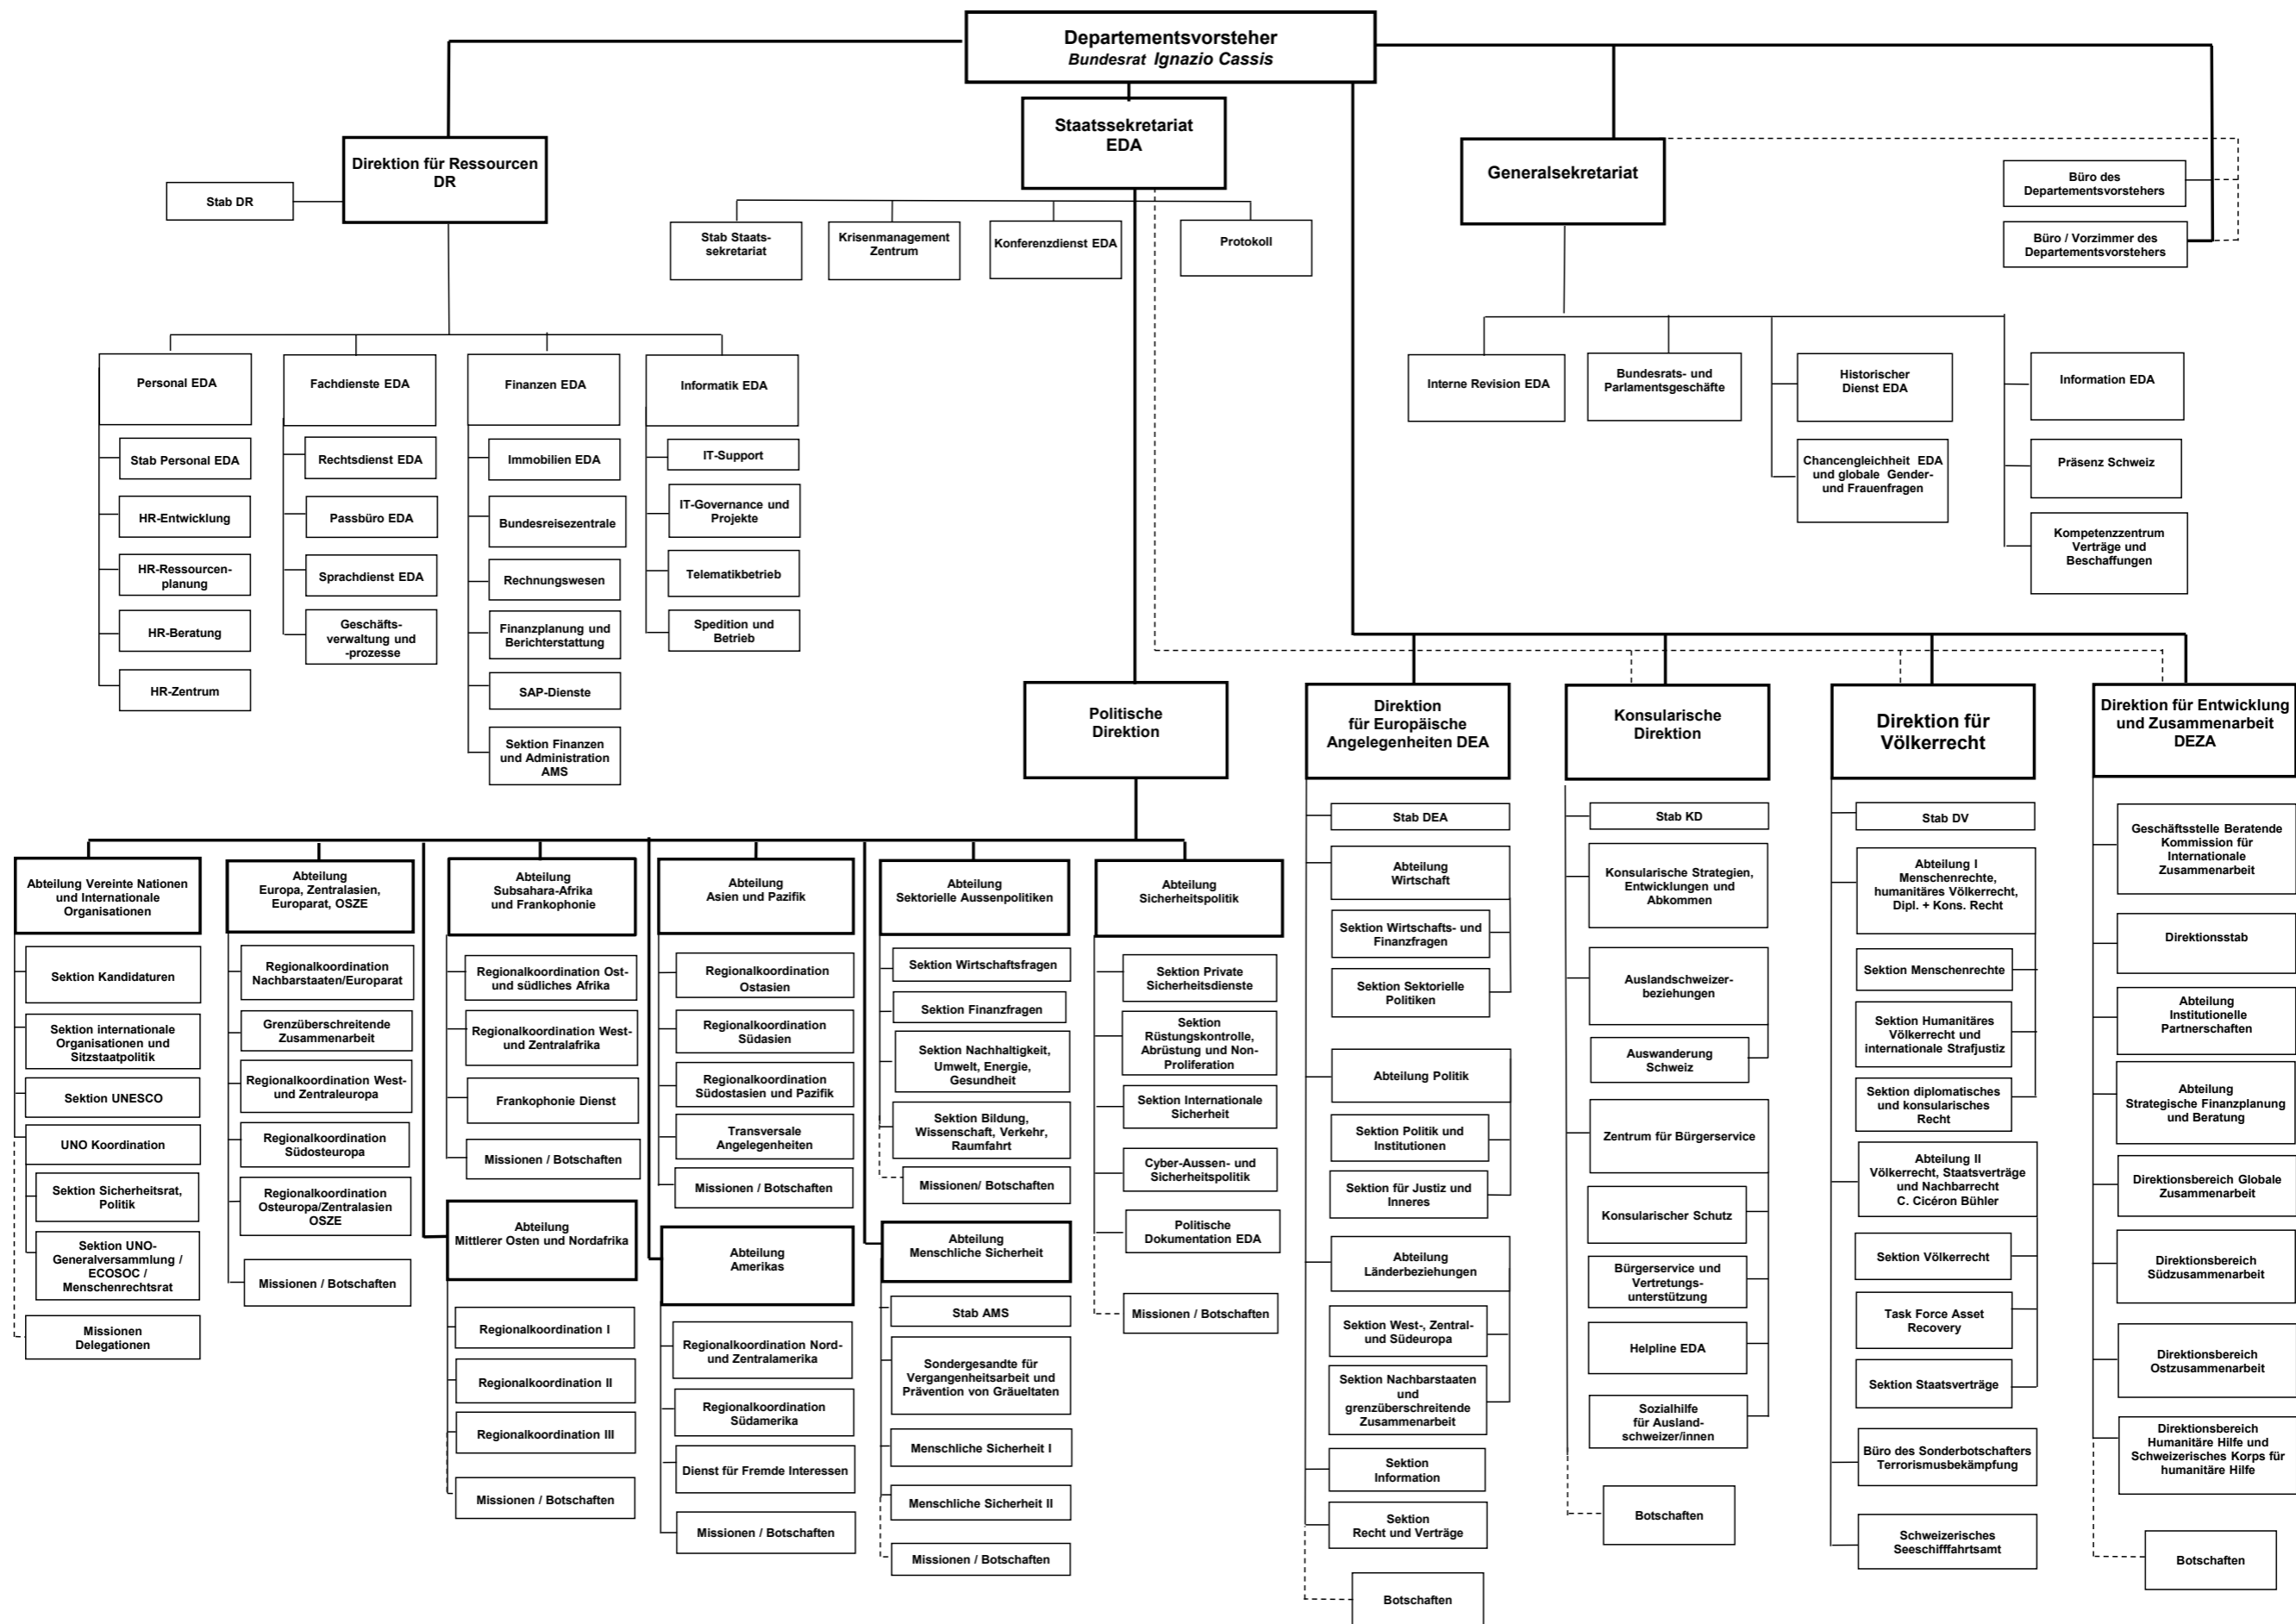 Departementsvorsteher
Bundesrat Ignazio Cassis
Staatssekretariat
EDA
Direktion für Ressourcen
DR
Stab DR
Generalsekretariat
Büro des
Departementsvorstehers
Büro / Vorzimmer des
Departementsvorstehers
Stab Staats-
sekretariat
Krisenmanagement
Zentrum
Konferenzdienst EDA
Protokoll
Personal EDA
Stab Personal EDA
HR-Entwicklung
HR-Ressourcen-
planung
HR-Beratung
HR-Zentrum
Fachdienste EDA
Rechtsdienst EDA
Passbüro EDA
Sprachdienst EDA
Geschäfts-
verwaltung und
-prozesse
Finanzen EDA
Immobilien EDA
Bundesreisezentrale
Rechnungswesen
Finanzplanung und
Berichterstattung
SAP-Dienste
Sektion Finanzen
und Administration
AMS
Informatik EDA
IT-Support
IT-Governance und
Projekte
Telematikbetrieb
Spedition und
Betrieb
Interne Revision EDA
Bundesrats- und
Parlamentsgeschäfte
Historischer
Dienst EDA
Chancengleichheit EDA
und globale Gender-
und Frauenfragen
Information EDA
Präsenz Schweiz
Kompetenzzentrum
Verträge und
Beschaffungen
Politische
Direktion
Direktion
für Europäische
Angelegenheiten DEA
Konsularische
Direktion
Direktion für
Völkerrecht
Direktion für Entwicklung
und Zusammenarbeit
DEZA
Abteilung Vereinte Nationen
und Internationale
Organisationen
Sektion Kandidaturen
Sektion internationale
Organisationen und
Sitzstaatpolitik
Sektion UNESCO
UNO Koordination
Sektion Sicherheitsrat,
Politik
Sektion UNO-
Generalversammlung /
ECOSOC /
Menschenrechtsrat
Missionen
Delegationen
Abteilung
Europa, Zentralasien,
Europarat, OSZE
Regionalkoordination
Nachbarstaaten/Europarat
Grenzüberschreitende
Zusammenarbeit
Regionalkoordination West-
und Zentraleuropa
Regionalkoordination
Südosteuropa
Regionalkoordination
Osteuropa/Zentralasien
OSZE
Missionen / Botschaften
Abteilung
Subsahara-Afrika
und Frankophonie
Regionalkoordination Ost-
und südliches Afrika
Regionalkoordination West-
und Zentralafrika
Frankophonie Dienst
Missionen / Botschaften
Abteilung
Mittlerer Osten und Nordafrika
Regionalkoordination I
Regionalkoordination II
Regionalkoordination III
Missionen / Botschaften
Abteilung
Asien und Pazifik
Regionalkoordination
Ostasien
Regionalkoordination
Südasien
Regionalkoordination
Südostasien und Pazifik
Transversale
Angelegenheiten
Missionen / Botschaften
Abteilung
Amerikas
Regionalkoordination Nord-
und Zentralamerika
Regionalkoordination
Südamerika
Dienst für Fremde Interessen
Missionen / Botschaften
Abteilung
Sektorielle Aussenpolitiken
Sektion Wirtschaftsfragen
Sektion Finanzfragen
Sektion Nachhaltigkeit,
Umwelt, Energie,
Gesundheit
Sektion Bildung,
Wissenschaft, Verkehr,
Raumfahrt
Missionen/ Botschaften
Abteilung
Menschliche Sicherheit
Stab AMS
Sondergesandte für
Vergangenheitsarbeit und
Prävention von Gräueltaten
Menschliche Sicherheit I
Menschliche Sicherheit II
Missionen / Botschaften
Abteilung
Sicherheitspolitik
Sektion Private
Sicherheitsdienste
Sektion
Rüstungskontrolle,
Abrüstung und Non-
Proliferation
Sektion Internationale
Sicherheit
Cyber-Aussen- und
Sicherheitspolitik
Politische
Dokumentation EDA
Missionen / Botschaften
Stab DEA
Abteilung
Wirtschaft
Sektion Wirtschafts- und
Finanzfragen
Sektion Sektorielle
Politiken
Abteilung Politik
Sektion Politik und
Institutionen
Sektion für Justiz und
Inneres
Abteilung
Länderbeziehungen
Sektion West-, Zentral-
und Südeuropa
Sektion Nachbarstaaten
und
grenzüberschreitende
Zusammenarbeit
Sektion
Information
Sektion
Recht und Verträge
Botschaften
Stab KD
Konsularische Strategien,
Entwicklungen und
Abkommen
Auslandschweizer-
beziehungen
Auswanderung
Schweiz
Zentrum für Bürgerservice
Konsularischer Schutz
Bürgerservice und
Vertretungs-
unterstützung
Helpline EDA
Sozialhilfe
für Ausland-
schweizer/innen
Botschaften
Stab DV
Abteilung I
Menschenrechte,
humanitäres Völkerrecht,
Dipl. + Kons. Recht
Sektion Menschenrechte
Sektion Humanitäres
Völkerrecht und
internationale Strafjustiz
Sektion diplomatisches
und konsularisches
Recht
Abteilung II
Völkerrecht, Staatsverträge
und Nachbarrecht
C. Cicéron Bühler
Sektion Völkerrecht
Task Force Asset
Recovery
Sektion Staatsverträge
Büro des Sonderbotschafters
Terrorismusbekämpfung
Schweizerisches
Seeschifffahrtsamt
Geschäftsstelle Beratende
Kommission für
Internationale
Zusammenarbeit
Direktionsstab
Abteilung
Institutionelle
Partnerschaften
Abteilung
Strategische Finanzplanung
und Beratung
Direktionsbereich Globale
Zusammenarbeit
Direktionsbereich
Südzusammenarbeit
Direktionsbereich
Ostzusammenarbeit
Direktionsbereich
Humanitäre Hilfe und
Schweizerisches Korps für
humanitäre Hilfe
Botschaften